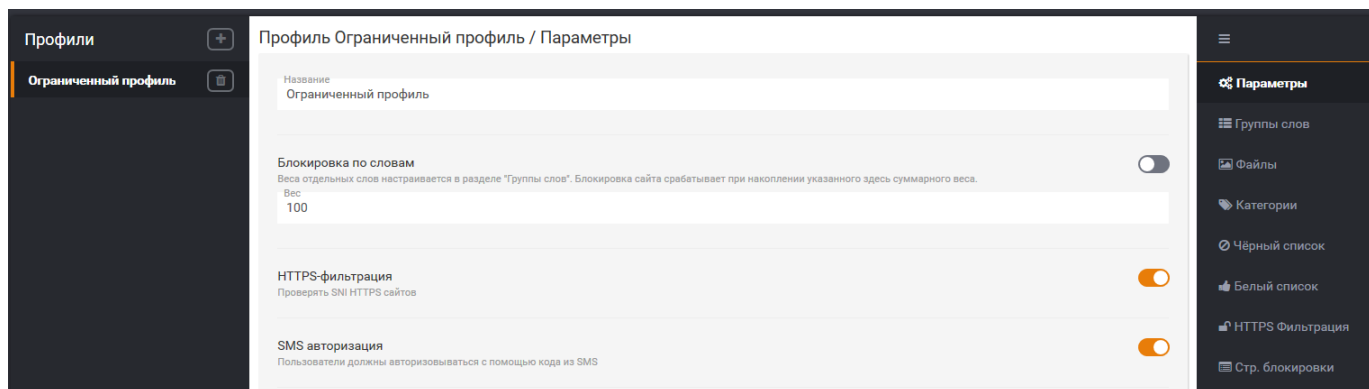 Профили
Ограниченный профиль
Профиль Ограниченный профиль / Параметры
Название
Ограниченный профиль
Блокировка по словам
Веса отдельных слов настраивается в разделе "Группы слов". Блокировка сайта срабатывает при накоплении указанного здесь суммарного веса.
Вес
100
HTTPS-фильтрация
Проверять SNI HTTPS сайтов
SMS авторизация
Пользователи должны авторизовываться с помощью кода из SMS
Параметры
Группы слов
Файлы
Категории
Чёрный список
Белый список
HTTPS Фильтрация
Стр. блокировки